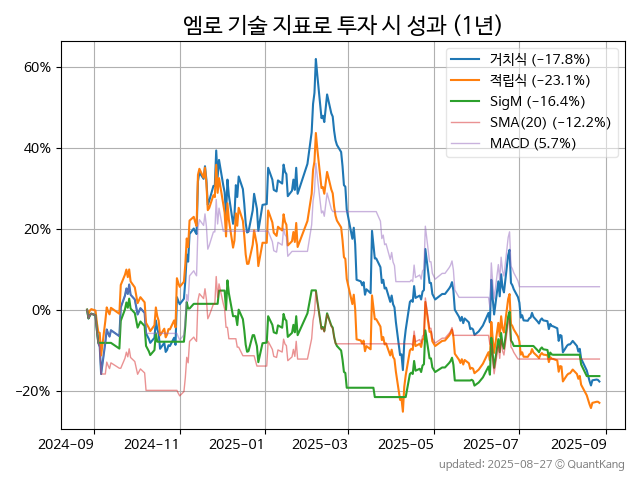 엠로 기술 지표로 투자 시 성과 (1년)
거치식 (−17.8%)
적립식 (−23.1%)
SigM (−16.4%)
SMA(20) (−12.2%)
MACD (5.7%)
60%
40%
20%
0%
−20%
2024-09 2024-11 2025-01 2025-03 2025-05 2025-07 2025-09
updated: 2025-08-27 © QuantKang